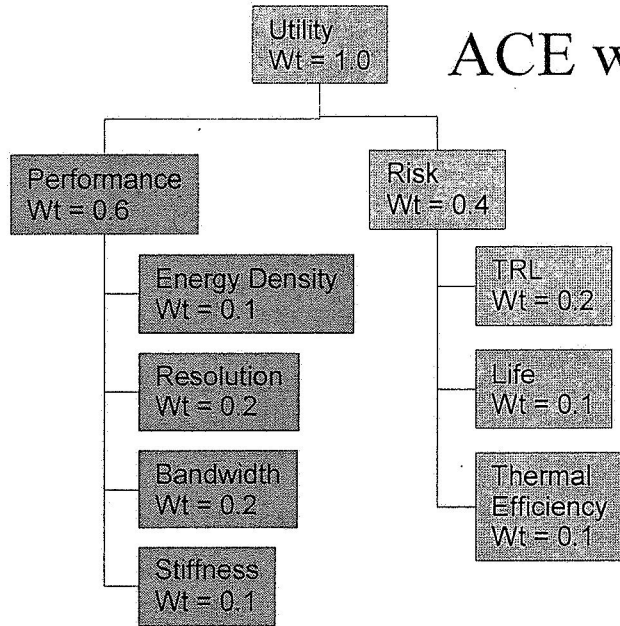 Utility
Wt = 1.0
ACE w
Performance
Wt = 0.6
Risk
Wt = 0.4
Energy Density
Wt = 0.1
Resolution
Wt = 0.2
Bandwidth
Wt = 0.2
Stiffness
Wt = 0.1
TRL
Wt = 0.2
Life
Wt = 0.1
Thermal
Efficiency
Wt = 0.1